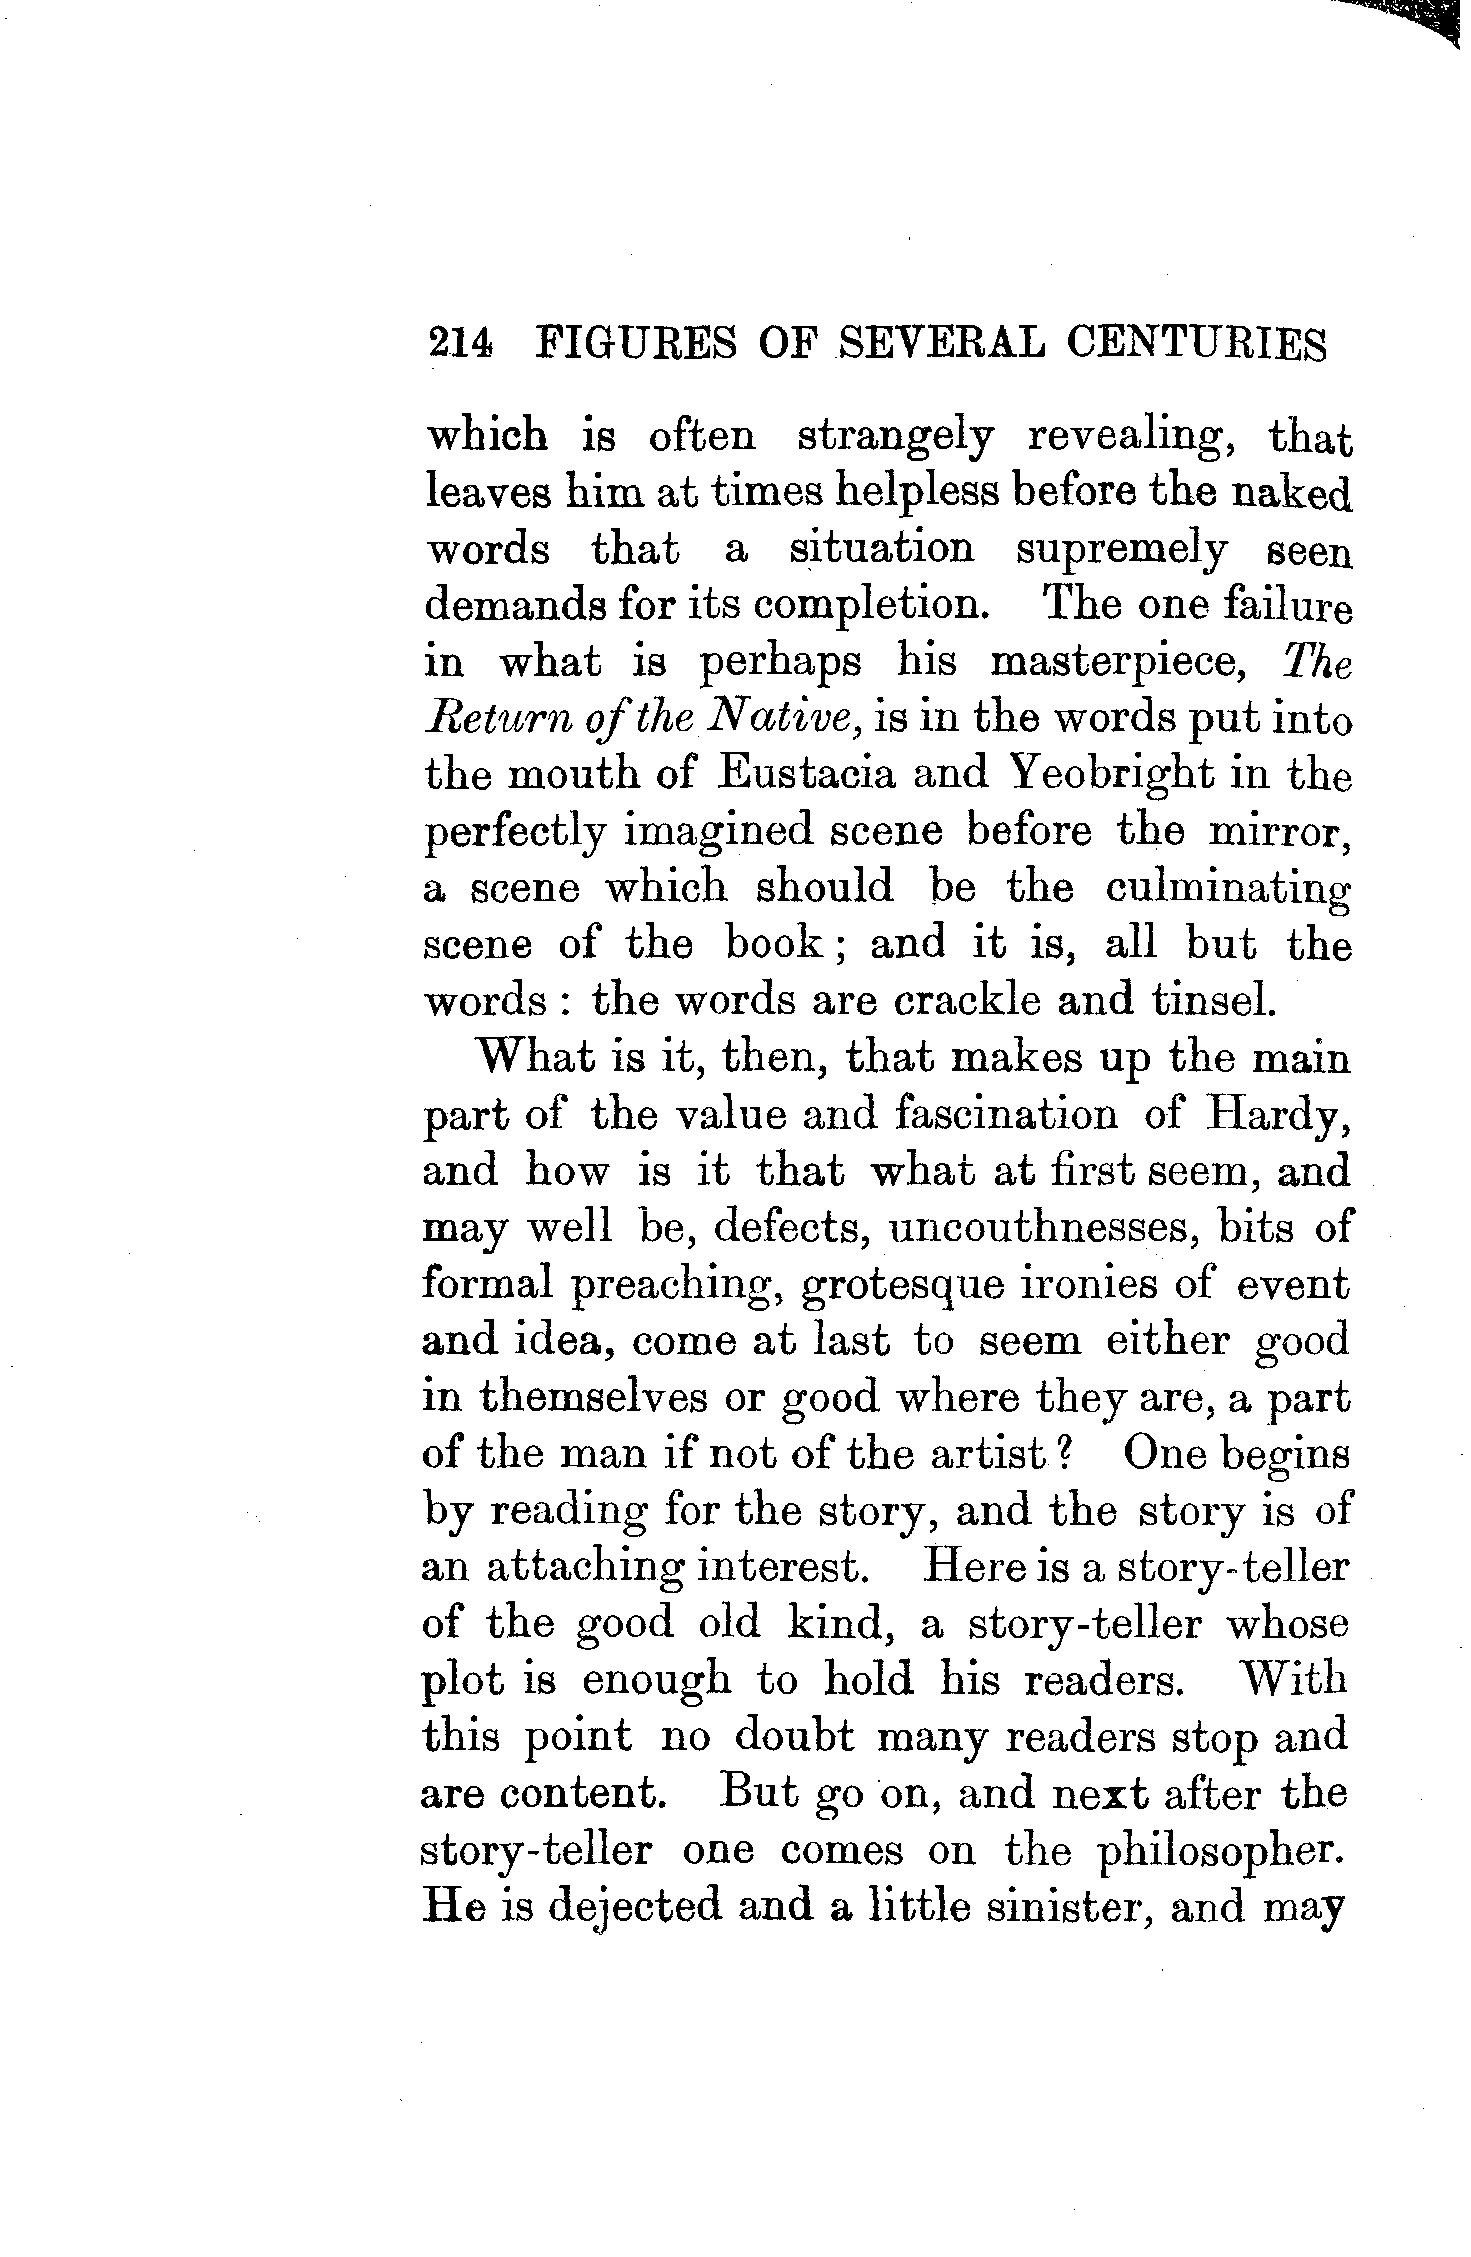 214 FIGURES OF SEVERAL CENTURIES
which is often strangely revealing, that
leaves him at times helpless before the naked
words that a situation supremely seen
demands for its completion. The one failure
in what is perhaps his masterpiece, The
Return of the Native, is in the words put into
the mouth of Eustacia and Yeobright in the
perfectly imagined scene before the mirror,
a scene which should be the culminating
scene of the book ; and it is, all but the
words : the words are crackle and tinsel.
What is it, then, that makes up the main
part of the value and fascination of Hardy,
and how is it that what at first seem, and
may well be, defects, uncouthnesses, bits of
formal preaching, grotesque ironies of event
and idea, come at last to seem either good
in themselves or good where they are, a part
of the man if not of the artist ? One begins
by reading for the story, and the story is of
an attaching interest. Here is a story-teller
of the good old kind, a story-teller whose
plot is enough to hold his readers. With
this point no doubt many readers stop and
are content. But go on, and next after the
story-teller one comes on the philosopher.
He is dejected and a little sinister, and may